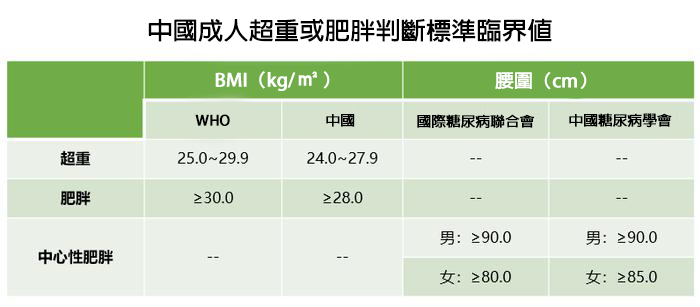 中國成人超重或肥胖判斷標準臨界值
BMI（kg/㎡ ） 腰圍（cm）
WHO 中國 國際糖尿病聯合會 中國糖尿病學會
超重 25.0~29.9 24.0~27.9 -- --
肥胖 ≥30.0 ≥28.0 -- --
中心性肥胖 -- -- 男：≥90.0 男：≥90.0
女：≥80.0 女：≥85.0